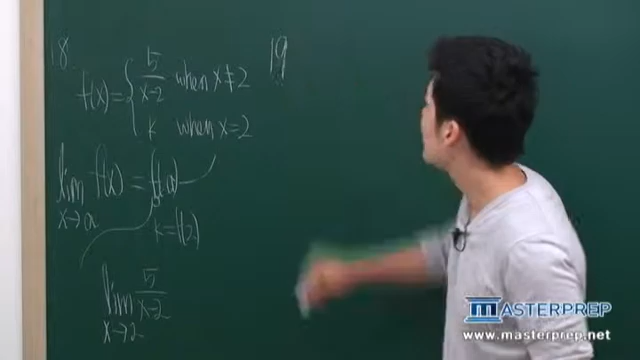 18
f(x) = { 5/(x-2) when x≠2
k when x=2
lim x→a f(x) = f(a)
k = f(2)
lim x→2 5/(x-2)
19
MASTERPREP
www.masterprep.net